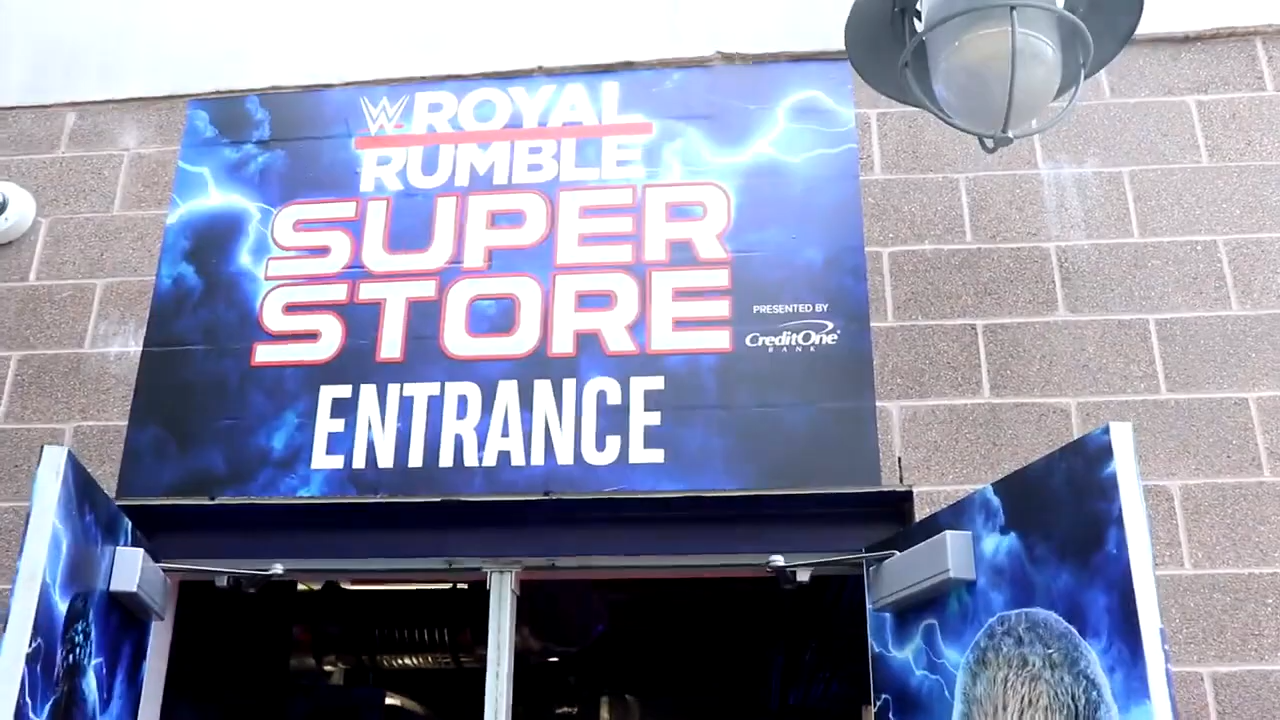 W ROYAL
RUMBLE
SUPER
STORE
PRESENTED BY
CreditOne
BANK
ENTRANCE